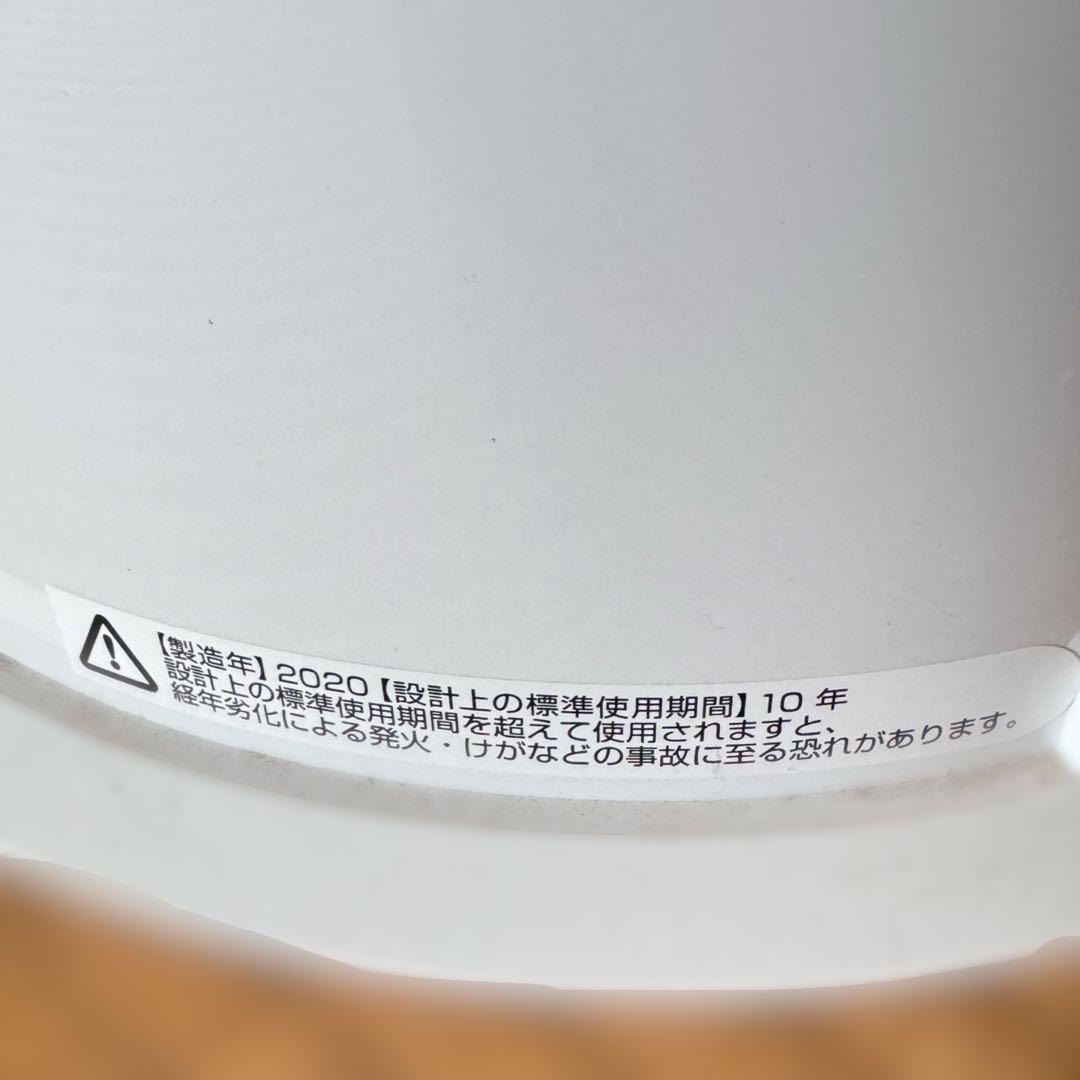 【製造年】2020【設計上の標準使用期間】10 年
設計上の標準使用期間を超えて使用されますと、
経年劣化による発火・けがなどの事故に至る恐れがあります。